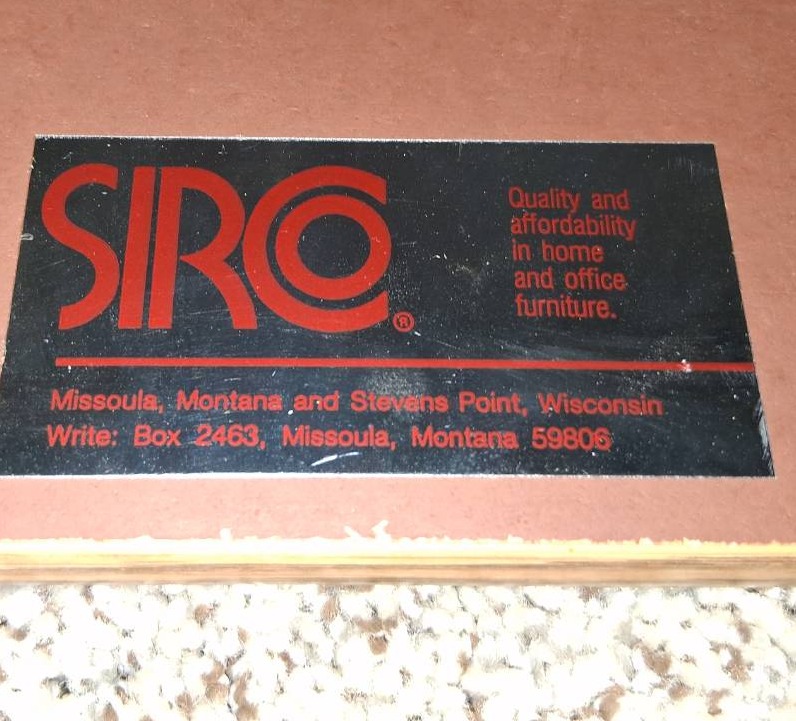 SIRCO®
Quality and
affordability
in home
and office
furniture.
Missoula, Montana and Stevens Point, Wisconsin
Write: Box 2463, Missoula, Montana 59806